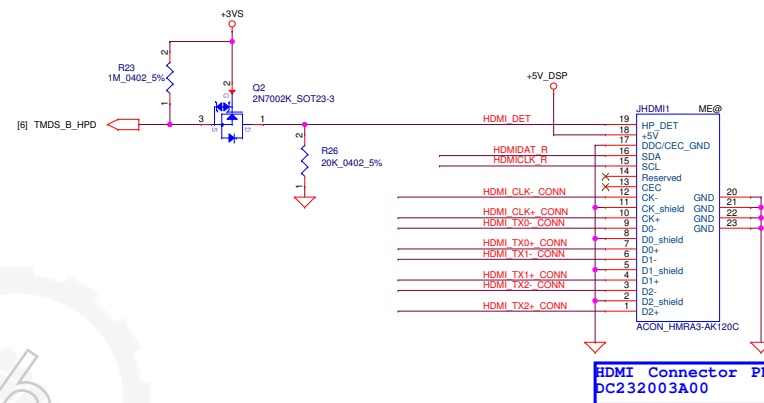 +3VS
R23
1M_0402_5%
2
1
2
G
Q2
2N7002K_SOT23-3
3
S
D
1
[6] TMDS_B_HPD
2
1
R26
20K_0402_5%
+5V_DSP
JHDMI1 ME@
HDMI_DET 19 HP_DET
18 +5V
17 DDC/CEC_GND
HDMIDAT_R 16 SDA
HDMICLK_R 15 SCL
14 Reserved
13 CEC
HDMI_CLK-_CONN 12 CK- GND 20
11 CK_shield GND 21
HDMI_CLK+_CONN 10 CK+ GND 22
HDMI_TX0-_CONN 9 D0- GND 23
8 D0_shield
HDMI_TX0+_CONN 7 D0+
HDMI_TX1-_CONN 6 D1-
5 D1_shield
HDMI_TX1+_CONN 4 D1+
HDMI_TX2-_CONN 3 D2-
2 D2_shield
HDMI_TX2+_CONN 1 D2+
ACON_HMRA3-AK120C
HDMI Connector
DC232003A00